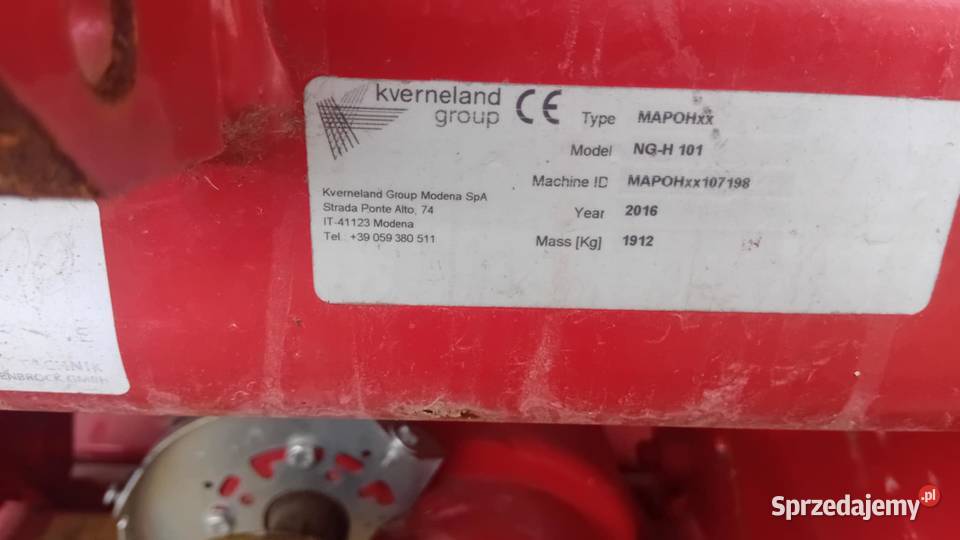 kverneland
group
CE
Type MAPOHxx
Model NG-H 101
Machine ID MAPOHxx107198
Year 2016
Mass [Kg] 1912
Kverneland Group Modena SpA
Strada Ponte Alto, 74
IT-41123 Modena
Tel.: +39 059 380 511
Sprzedajemy.pl